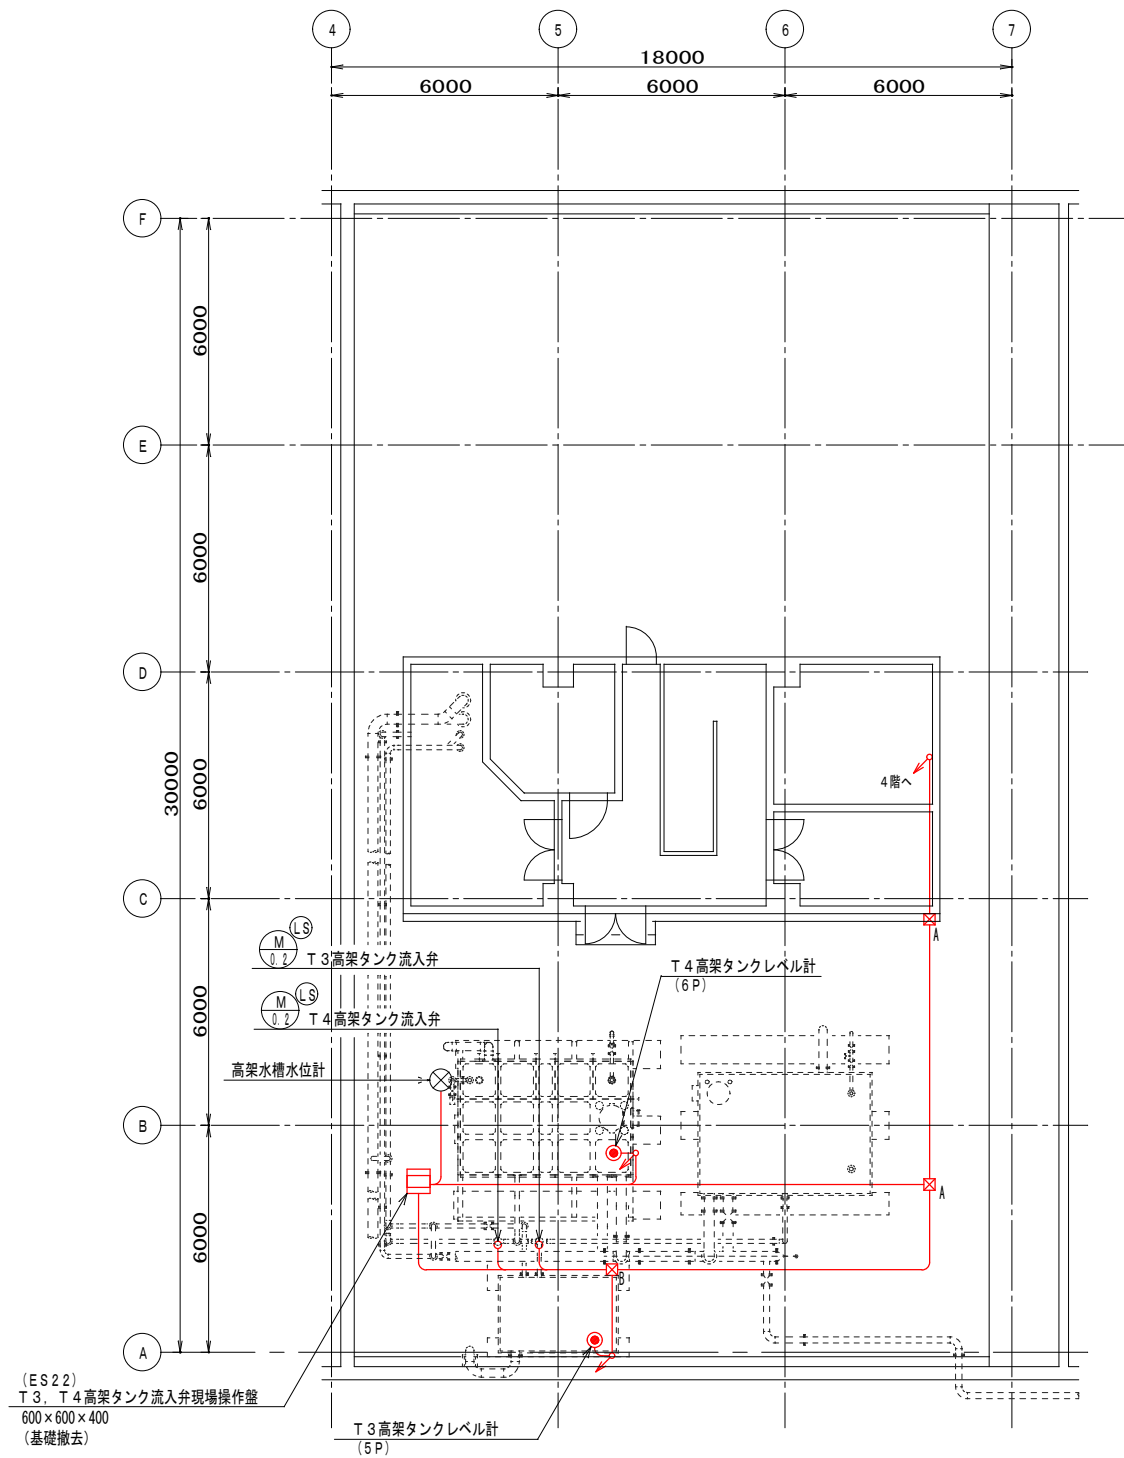 4 5 6 7
18000
6000 6000 6000
F
E
D
C
B
A
30000
6000
6000
6000
6000
6000
4階へ
A
LS
M
0.2
T3高架タンク流入弁
LS
M
0.2
T4高架タンク流入弁
T4高架タンクレベル計
(6P)
高架水槽水位計
A
B
(ES22)
T3, T4高架タンク流入弁現場操作盤
600×600×400
(基礎撤去)
T3高架タンクレベル計
(5P)